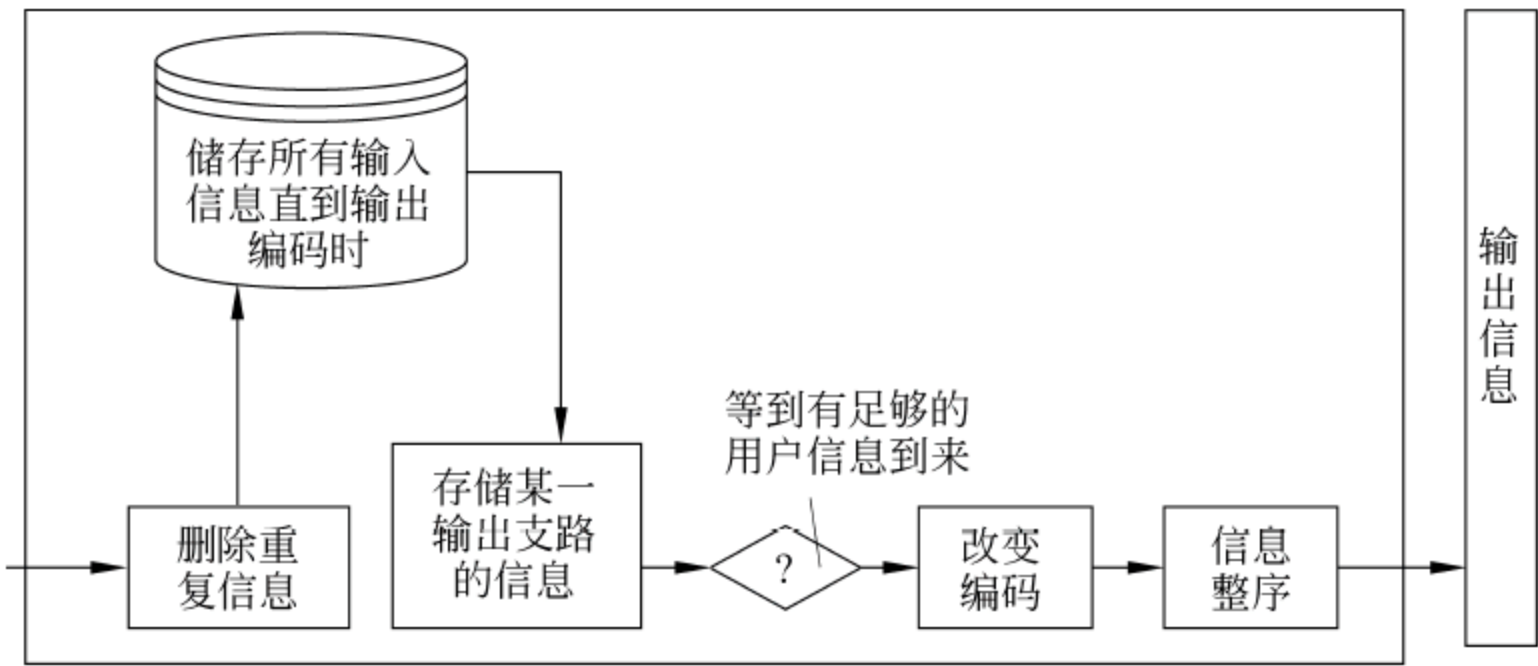 储存所有输入
信息直到输出
编码时
删除重
复信息
存储某一
输出支路
的信息
等到有足够的
用户信息到来
?
改变
编码
信息
整序
输
出
信
息